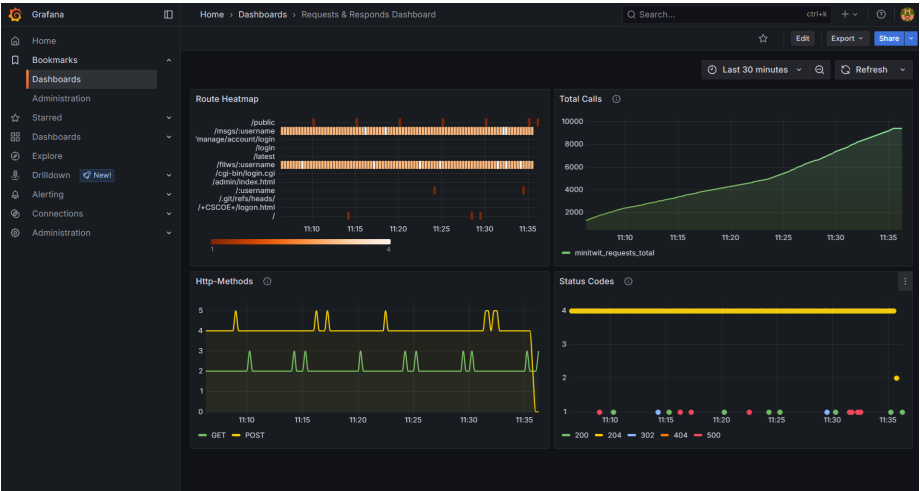 Grafana
Home › Dashboards › Requests & Responds Dashboard
Search...
ctrl+k
Home
Bookmarks
Dashboards
Administration
Starred
Dashboards
Explore
Drilldown
New!
Alerting
Connections
Administration
Edit
Export
Share
Last 30 minutes
Refresh
Route Heatmap
/public
/msgs/:username
'manage/account/login
/login
/latest
/fllws/:username
/cgi-bin/login.cgi
/admin/index.html
/:username
/.git/refs/heads/
/+CSCOE+/logon.html
/
11:10 11:15 11:20 11:25 11:30 11:35
1 4
Total Calls
10000
8000
6000
4000
2000
11:10 11:15 11:20 11:25 11:30 11:35
minitwit_requests_total
Http-Methods
5
4
3
2
1
0
11:10 11:15 11:20 11:25 11:30 11:35
GET POST
Status Codes
4
3
2
1
11:10 11:15 11:20 11:25 11:30 11:35
200 204 302 404 500